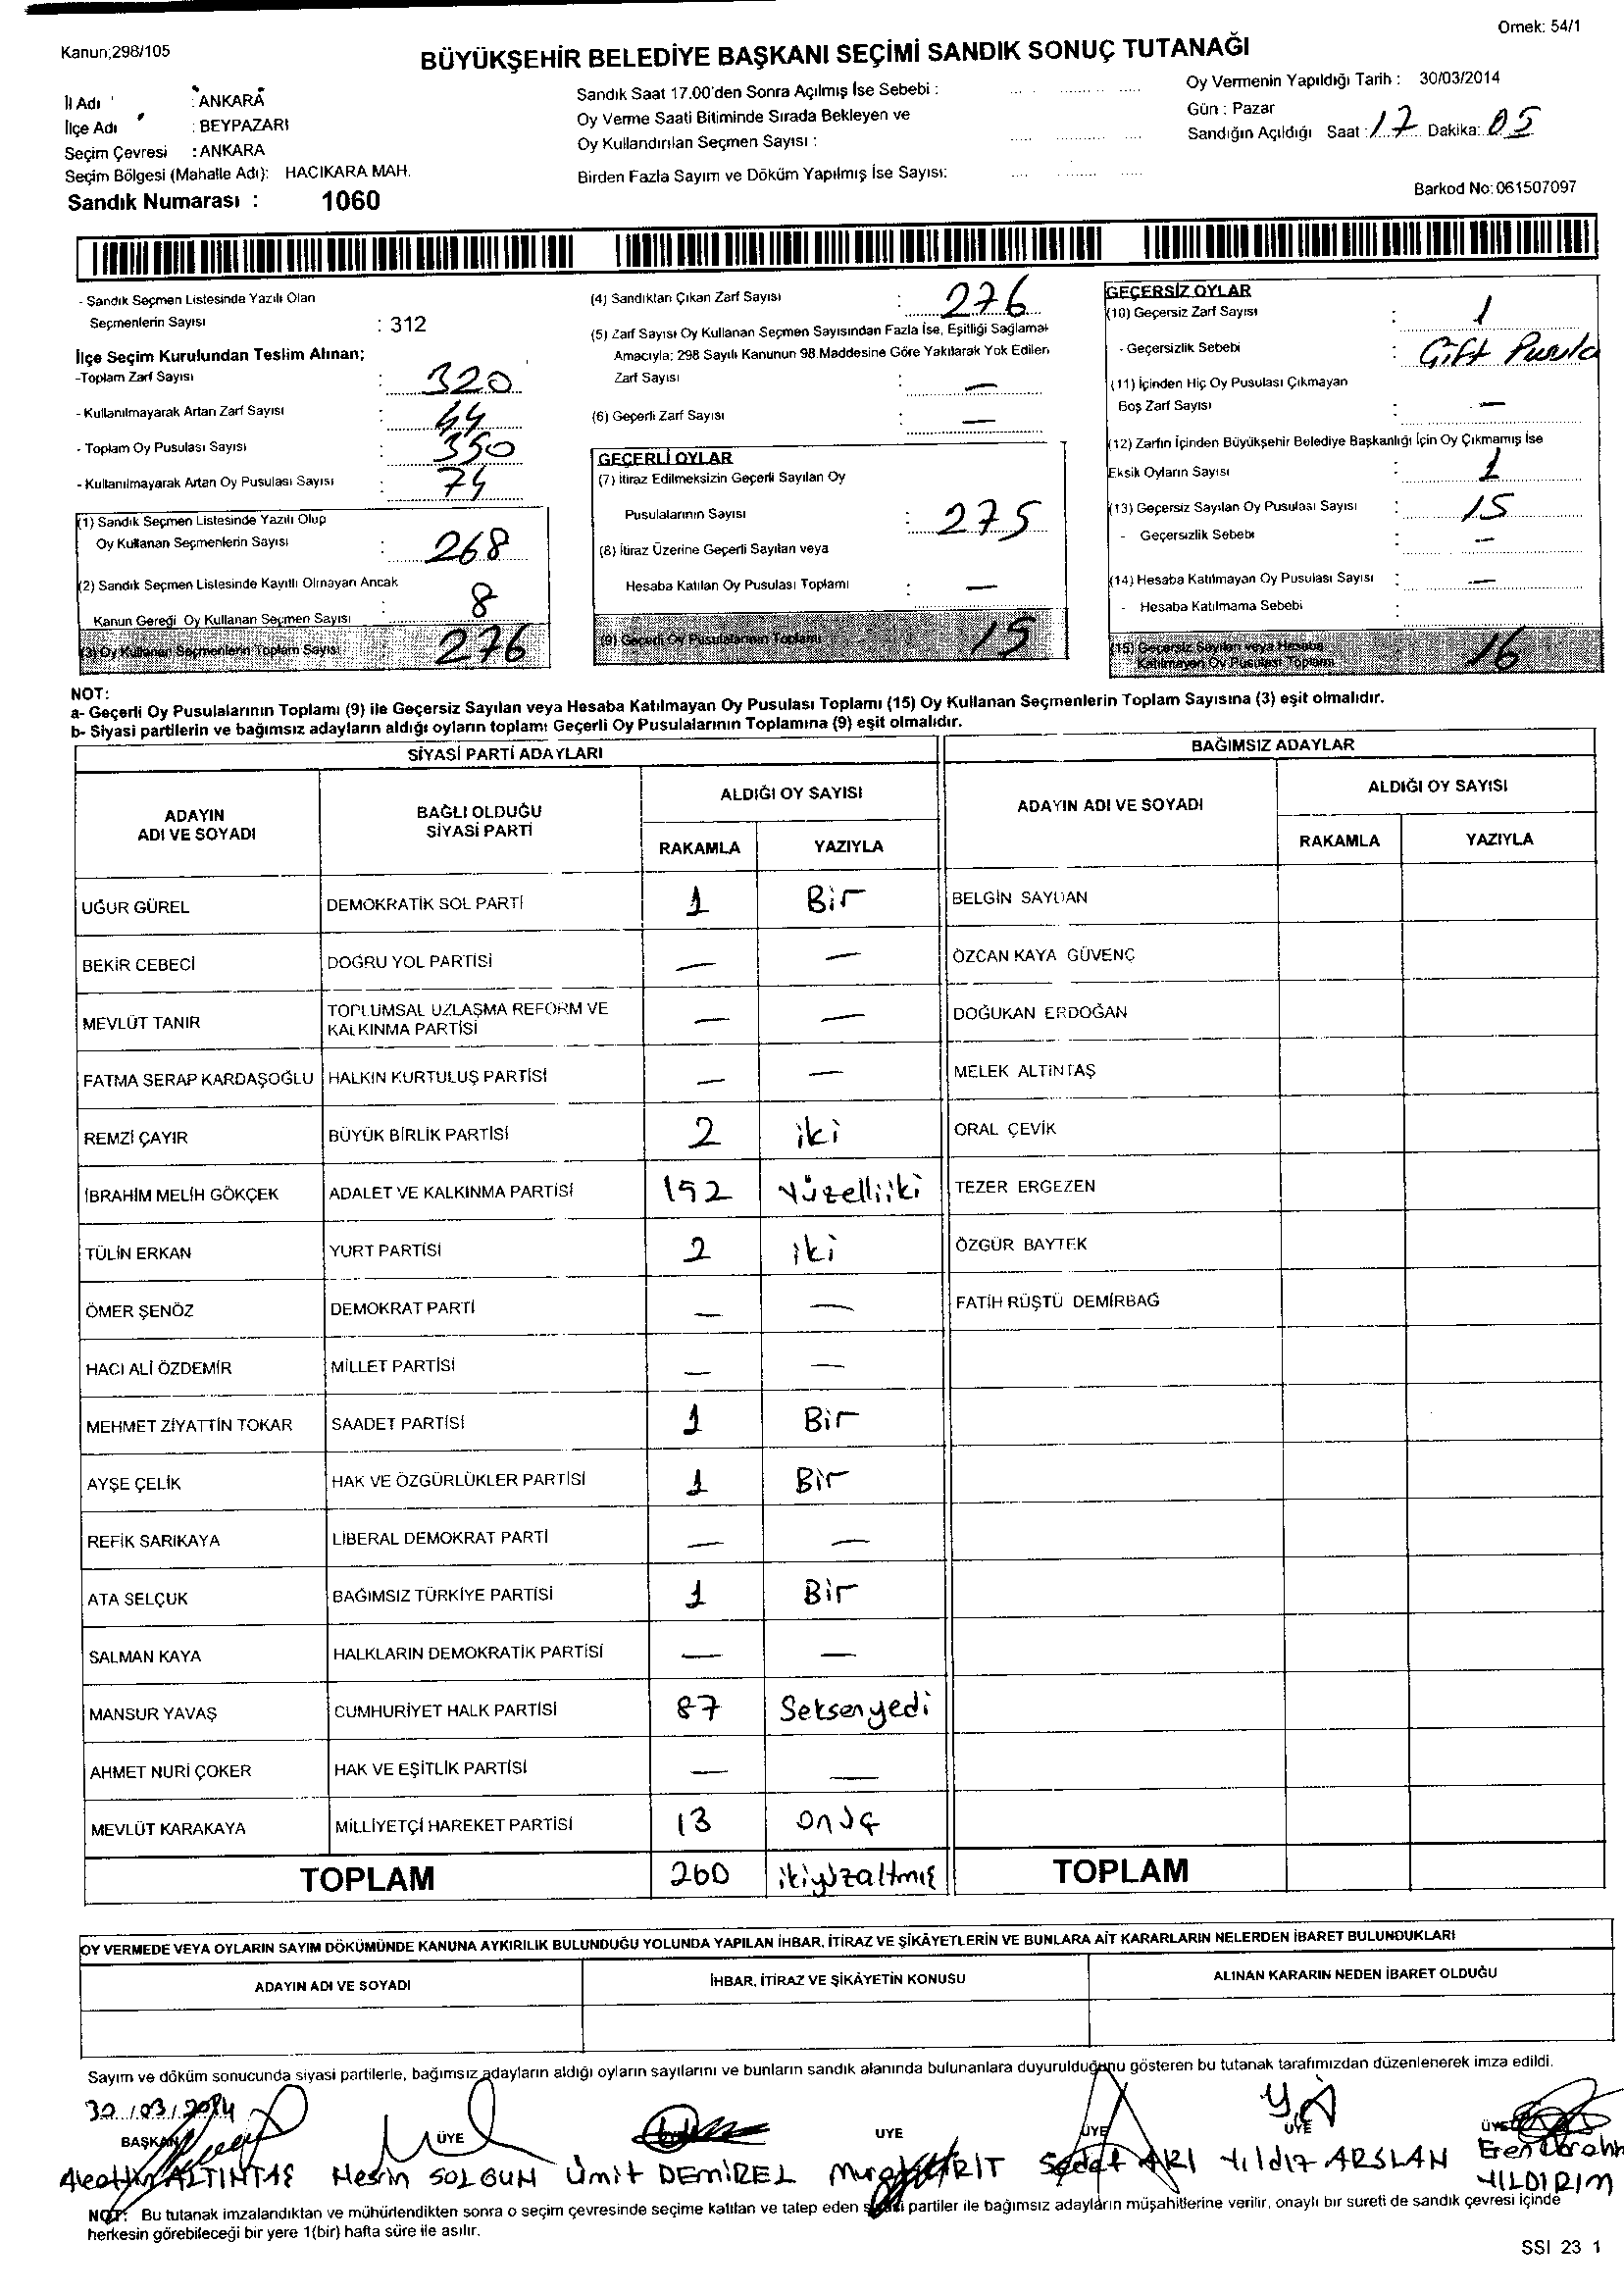 Örnek: 54/1
Kanun;298/105
BÜYÜKŞEHİR BELEDİYE BAŞKANI SEÇİMİ SANDIK SONUÇ TUTANAĞI
İl Adı : ANKARA
İlçe Adı : BEYPAZARI
Seçim Çevresi : ANKARA
Seçim Bölgesi (Mahalle Adı): HACIKARA MAH.
Sandık Numarası : 1060
Sandık Saat 17.00'den Sonra Açılmış İse Sebebi :
Oy Verme Saati Bitiminde Sırada Bekleyen ve
Oy Kullandırılan Seçmen Sayısı :
Birden Fazla Sayım ve Döküm Yapılmış İse Sayısı:
Oy Vermenin Yapıldığı Tarih : 30/03/2014
Gün : Pazar
Sandığın Açıldığı Saat : 17 Dakika: 05
Barkod No:061507097
- Sandık Seçmen Listesinde Yazılı Olan
Seçmenlerin Sayısı : 312
İlçe Seçim Kurulundan Teslim Alınan;
-Toplam Zarf Sayısı : 320
- Kullanılmayarak Artan Zarf Sayısı : 44
- Toplam Oy Pusulası Sayısı : 350
- Kullanılmayarak Artan Oy Pusulası Sayısı : 74
(1) Sandık Seçmen Listesinde Yazılı Olup
Oy Kullanan Seçmenlerin Sayısı : 268
(2) Sandık Seçmen Listesinde Kayıtlı Olmayan Ancak
Kanun Gereği Oy Kullanan Seçmen Sayısı : 8
(3) Oy Kullanan Seçmenlerin Toplam Sayısı 276
(4) Sandıktan Çıkan Zarf Sayısı : 276
(5) Zarf Sayısı Oy Kullanan Seçmen Sayısından Fazla İse, Eşitliği Sağlamak
Amacıyla; 298 Sayılı Kanunun 98.Maddesine Göre Yakılarak Yok Edilen
Zarf Sayısı : —
(6) Geçerli Zarf Sayısı : —
GEÇERLİ OYLAR
(7) İtiraz Edilmeksizin Geçerli Sayılan Oy
Pusulalarının Sayısı : 275
(8) İtiraz Üzerine Geçerli Sayılan veya
Hesaba Katılan Oy Pusulası Toplamı : —
(9) Geçerli Oy Pusulalarının Toplamı 15
GEÇERSİZ OYLAR
(10) Geçersiz Zarf Sayısı : 1
- Geçersizlik Sebebi : Çift Pusula
(11) İçinden Hiç Oy Pusulası Çıkmayan
Boş Zarf Sayısı : —
(12) Zarfın İçinden Büyükşehir Belediye Başkanlığı İçin Oy Çıkmamış İse
Eksik Oyların Sayısı : 1
(13) Geçersiz Sayılan Oy Pusulası Sayısı : 15
- Geçersizlik Sebebi : —
(14) Hesaba Katılmayan Oy Pusulası Sayısı : —
- Hesaba Katılmama Sebebi :
(15) Geçersiz Sayılan veya Hesaba
Katılmayan Oy Pusulası Toplamı 16
NOT:
a- Geçerli Oy Pusulalarının Toplamı (9) ile Geçersiz Sayılan veya Hesaba Katılmayan Oy Pusulası Toplamı (15) Oy Kullanan Seçmenlerin Toplam Sayısına (3) eşit olmalıdır.
b- Siyasi partilerin ve bağımsız adayların aldığı oyların toplamı Geçerli Oy Pusulalarının Toplamına (9) eşit olmalıdır.
SİYASİ PARTİ ADAYLARI
ADAYIN
ADI VE SOYADI
BAĞLI OLDUĞU
SİYASİ PARTİ
ALDIĞI OY SAYISI
RAKAMLA YAZIYLA
UĞUR GÜREL DEMOKRATİK SOL PARTİ 1 Bir
BEKİR CEBECİ DOĞRU YOL PARTİSİ — —
MEVLÜT TANIR TOPLUMSAL UZLAŞMA REFORM VE
KALKINMA PARTİSİ — —
FATMA SERAP KARDAŞOĞLU HALKIN KURTULUŞ PARTİSİ — —
REMZİ ÇAYIR BÜYÜK BİRLİK PARTİSİ 2 iki
İBRAHİM MELİH GÖKÇEK ADALET VE KALKINMA PARTİSİ 152 Yüzelliiki
TÜLİN ERKAN YURT PARTİSİ 2 iki
ÖMER ŞENÖZ DEMOKRAT PARTİ — —
HACI ALİ ÖZDEMİR MİLLET PARTİSİ — —
MEHMET ZİYATTİN TOKAR SAADET PARTİSİ 1 Bir
AYŞE ÇELİK HAK VE ÖZGÜRLÜKLER PARTİSİ 1 Bir
REFİK SARIKAYA LİBERAL DEMOKRAT PARTİ — —
ATA SELÇUK BAĞIMSIZ TÜRKİYE PARTİSİ 1 Bir
SALMAN KAYA HALKLARIN DEMOKRATİK PARTİSİ — —
MANSUR YAVAŞ CUMHURİYET HALK PARTİSİ 87 Seksenyedi
AHMET NURİ ÇOKER HAK VE EŞİTLİK PARTİSİ — —
MEVLÜT KARAKAYA MİLLİYETÇİ HAREKET PARTİSİ 13 onüç
TOPLAM 260 ikiyüzaltmış
BAĞIMSIZ ADAYLAR
ADAYIN ADI VE SOYADI
ALDIĞI OY SAYISI
RAKAMLA YAZIYLA
BELGİN SAYDAN
ÖZCAN KAYA GÜVENÇ
DOĞUKAN ERDOĞAN
MELEK ALTINTAŞ
ORAL ÇEVİK
TEZER ERGEZEN
ÖZGÜR BAYTEK
FATİH RÜŞTÜ DEMİRBAĞ
TOPLAM
OY VERMEDE VEYA OYLARIN SAYIM DÖKÜMÜNDE KANUNA AYKIRILIK BULUNDUĞU YOLUNDA YAPILAN İHBAR, İTİRAZ VE ŞİKÂYETLERİN VE BUNLARA AİT KARARLARIN NELERDEN İBARET BULUNDUKLARI
ADAYIN ADI VE SOYADI İHBAR, İTİRAZ VE ŞİKÂYETİN KONUSU ALINAN KARARIN NEDEN İBARET OLDUĞU
Sayım ve döküm sonucunda siyasi partilerle, bağımsız adayların aldığı oyların sayılarını ve bunların sandık alanında bulunanlara duyurulduğunu gösteren bu tutanak tarafımızdan düzenlenerek imza edildi.
30/03/2014
BAŞKAN ÜYE ÜYE ÜYE ÜYE ÜYE
ALTINTAŞ Nesin SOLGUN Ümit DEMİREL Sedat ARI Yıldız ARSLAN Eren
YILDIRIM
NOT: Bu tutanak imzalandıktan ve mühürlendikten sonra o seçim çevresinde seçime katılan ve talep eden siyasi partiler ile bağımsız adayların müşahitlerine verilir, onaylı bir sureti de sandık çevresi içinde
herkesin görebileceği bir yere 1(bir) hafta süre ile asılır.
SSI 23 1